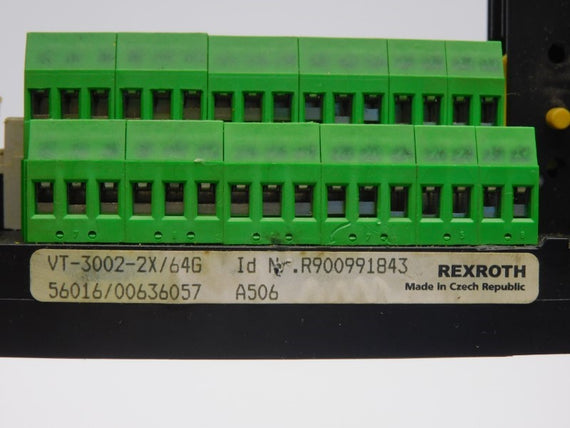 VT-3002-2X/64G Id Nr.R900991843 REXROTH
56016/00636057 A506 Made in Czech Republic